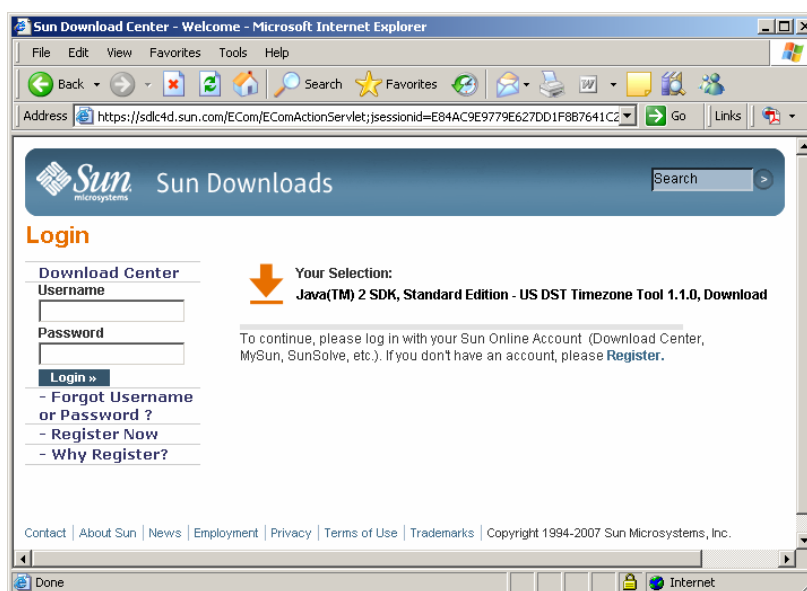 Sun Download Center - Welcome - Microsoft Internet Explorer
File Edit View Favorites Tools Help
Back Search Favorites
Address https://sdlc4d.sun.com/ECom/EComActionServlet;jsessionid=E84AC9E9779E627DD1F8B7641C2 Go Links
Sun microsystems Sun Downloads Search
Login
Download Center
Username
Password
Login »
- Forgot Username
or Password ?
- Register Now
- Why Register?
Your Selection:
Java(TM) 2 SDK, Standard Edition - US DST Timezone Tool 1.1.0, Download
To continue, please log in with your Sun Online Account (Download Center,
MySun, SunSolve, etc.). If you don't have an account, please Register.
Contact | About Sun | News | Employment | Privacy | Terms of Use | Trademarks | Copyright 1994-2007 Sun Microsystems, Inc.
Done Internet